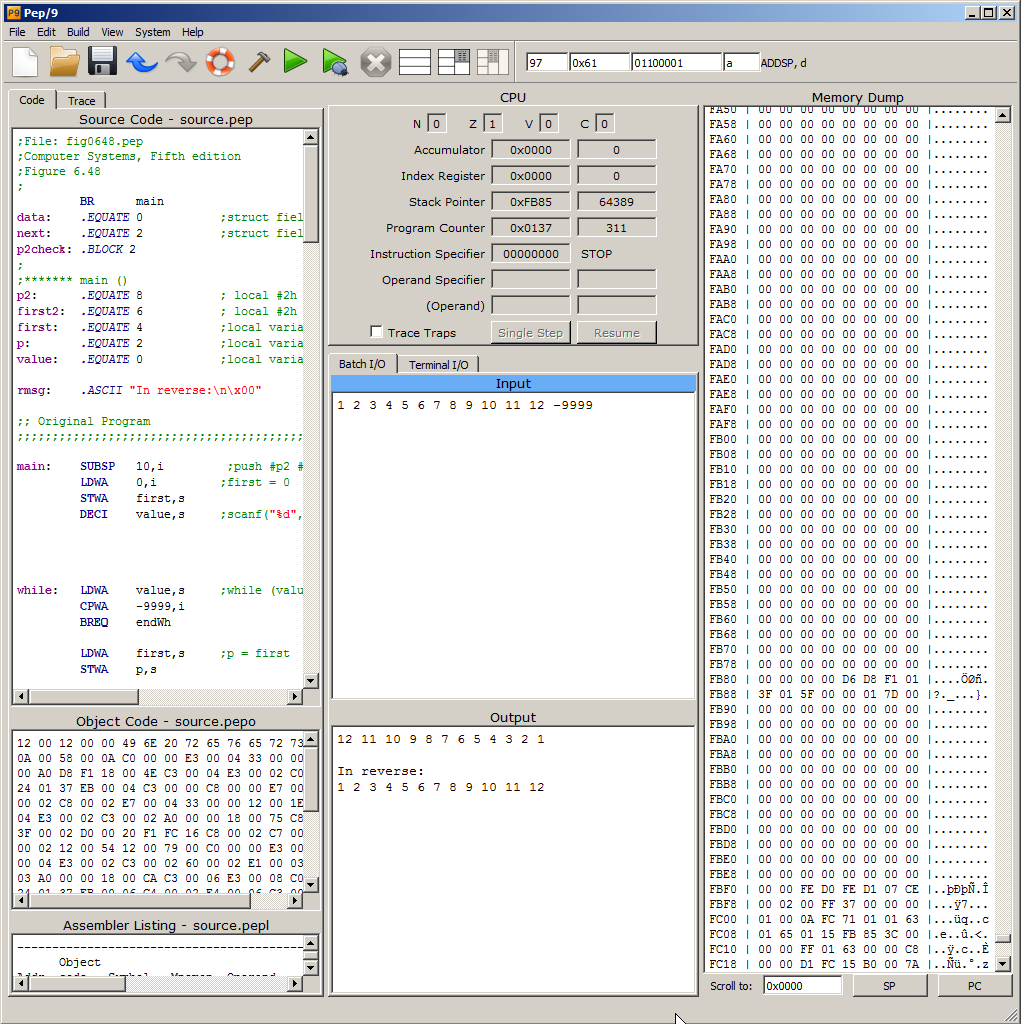 Pep/9
File Edit Build View System Help
97 0x61 01100001 a ADDSP, d
Code Trace
Source Code - source.pep
;File: fig0648.pep
;Computer Systems, Fifth edition
;Figure 6.48
;
BR main
data: .EQUATE 0 ;struct fiel
next: .EQUATE 2 ;struct fiel
p2check: .BLOCK 2
;
;******* main ()
p2: .EQUATE 8 ; local #2h
first2: .EQUATE 6 ; local #2h
first: .EQUATE 4 ;local varia
p: .EQUATE 2 ;local varia
value: .EQUATE 0 ;local varia
rmsg: .ASCII "In reverse:\n\x00"
;; Original Program
;;;;;;;;;;;;;;;;;;;;;;;;;;;;;;;;;;;;;;;;;
main: SUBSP 10,i ;push #p2 #
LDWA 0,i ;first = 0
STWA first,s
DECI value,s ;scanf("%d",
while: LDWA value,s ;while (valu
CPWA -9999,i
BREQ endWh
LDWA first,s ;p = first
STWA p,s
Object Code - source.pepo
12 00 12 00 00 49 6E 20 72 65 76 65 72 73
0A 00 58 00 0A C0 00 00 E3 00 04 33 00 00
00 A0 D8 F1 18 00 4E C3 00 04 E3 00 02 C0
24 01 37 EB 00 04 C3 00 00 C8 00 00 E7 00
00 02 C8 00 02 E7 00 04 33 00 00 12 00 1E
04 E3 00 02 C3 00 02 A0 00 00 18 00 75 C8
3F 00 02 D0 00 20 F1 FC 16 C8 00 02 C7 00
00 02 12 00 54 12 00 79 00 C0 00 00 E3 00
00 04 E3 00 02 C3 00 02 60 00 02 E1 00 03
03 A0 00 00 18 00 CA C3 00 06 E3 00 08 C0
24 01 37 EB 00 06 C4 00 02 E4 00 06 C3 00
Assembler Listing - source.pepl
Object
Addr code Symbol Mnemon Operand
CPU
N 0 Z 1 V 0 C 0
Accumulator 0x0000 0
Index Register 0x0000 0
Stack Pointer 0xFB85 64389
Program Counter 0x0137 311
Instruction Specifier 00000000 STOP
Operand Specifier
(Operand)
Trace Traps Single Step Resume
Batch I/O Terminal I/O
Input
1 2 3 4 5 6 7 8 9 10 11 12 -9999
Output
12 11 10 9 8 7 6 5 4 3 2 1
In reverse:
1 2 3 4 5 6 7 8 9 10 11 12
Memory Dump
FA50 | 00 00 00 00 00 00 00 00 |........
FA58 | 00 00 00 00 00 00 00 00 |........
FA60 | 00 00 00 00 00 00 00 00 |........
FA68 | 00 00 00 00 00 00 00 00 |........
FA70 | 00 00 00 00 00 00 00 00 |........
FA78 | 00 00 00 00 00 00 00 00 |........
FA80 | 00 00 00 00 00 00 00 00 |........
FA88 | 00 00 00 00 00 00 00 00 |........
FA90 | 00 00 00 00 00 00 00 00 |........
FA98 | 00 00 00 00 00 00 00 00 |........
FAA0 | 00 00 00 00 00 00 00 00 |........
FAA8 | 00 00 00 00 00 00 00 00 |........
FAB0 | 00 00 00 00 00 00 00 00 |........
FAB8 | 00 00 00 00 00 00 00 00 |........
FAC0 | 00 00 00 00 00 00 00 00 |........
FAC8 | 00 00 00 00 00 00 00 00 |........
FAD0 | 00 00 00 00 00 00 00 00 |........
FAD8 | 00 00 00 00 00 00 00 00 |........
FAE0 | 00 00 00 00 00 00 00 00 |........
FAE8 | 00 00 00 00 00 00 00 00 |........
FAF0 | 00 00 00 00 00 00 00 00 |........
FAF8 | 00 00 00 00 00 00 00 00 |........
FB00 | 00 00 00 00 00 00 00 00 |........
FB08 | 00 00 00 00 00 00 00 00 |........
FB10 | 00 00 00 00 00 00 00 00 |........
FB18 | 00 00 00 00 00 00 00 00 |........
FB20 | 00 00 00 00 00 00 00 00 |........
FB28 | 00 00 00 00 00 00 00 00 |........
FB30 | 00 00 00 00 00 00 00 00 |........
FB38 | 00 00 00 00 00 00 00 00 |........
FB40 | 00 00 00 00 00 00 00 00 |........
FB48 | 00 00 00 00 00 00 00 00 |........
FB50 | 00 00 00 00 00 00 00 00 |........
FB58 | 00 00 00 00 00 00 00 00 |........
FB60 | 00 00 00 00 00 00 00 00 |........
FB68 | 00 00 00 00 00 00 00 00 |........
FB70 | 00 00 00 00 00 00 00 00 |........
FB78 | 00 00 00 00 00 00 00 00 |........
FB80 | 00 00 00 00 D6 D8 F1 01 |....ÖØñ.
FB88 | 3F 01 5F 00 00 01 7D 00 |?._...}.
FB90 | 00 00 00 00 00 00 00 00 |........
FB98 | 00 00 00 00 00 00 00 00 |........
FBA0 | 00 00 00 00 00 00 00 00 |........
FBA8 | 00 00 00 00 00 00 00 00 |........
FBB0 | 00 00 00 00 00 00 00 00 |........
FBB8 | 00 00 00 00 00 00 00 00 |........
FBC0 | 00 00 00 00 00 00 00 00 |........
FBC8 | 00 00 00 00 00 00 00 00 |........
FBD0 | 00 00 00 00 00 00 00 00 |........
FBD8 | 00 00 00 00 00 00 00 00 |........
FBE0 | 00 00 00 00 00 00 00 00 |........
FBE8 | 00 00 00 00 00 00 00 00 |........
FBF0 | 00 00 FE D0 FE D1 07 CE |..þÐþÑ.Î
FBF8 | 00 02 00 FF 37 00 00 00 |...ÿ7...
FC00 | 01 00 0A FC 71 01 01 63 |...üq..c
FC08 | 01 65 01 15 FB 85 3C 00 |.e..û.<.
FC10 | 00 00 FF 01 63 00 00 C8 |..ÿ.c..È
FC18 | 00 00 D1 FC 15 B0 00 7A |..Ñü.°.z
Scroll to: 0x0000 SP PC